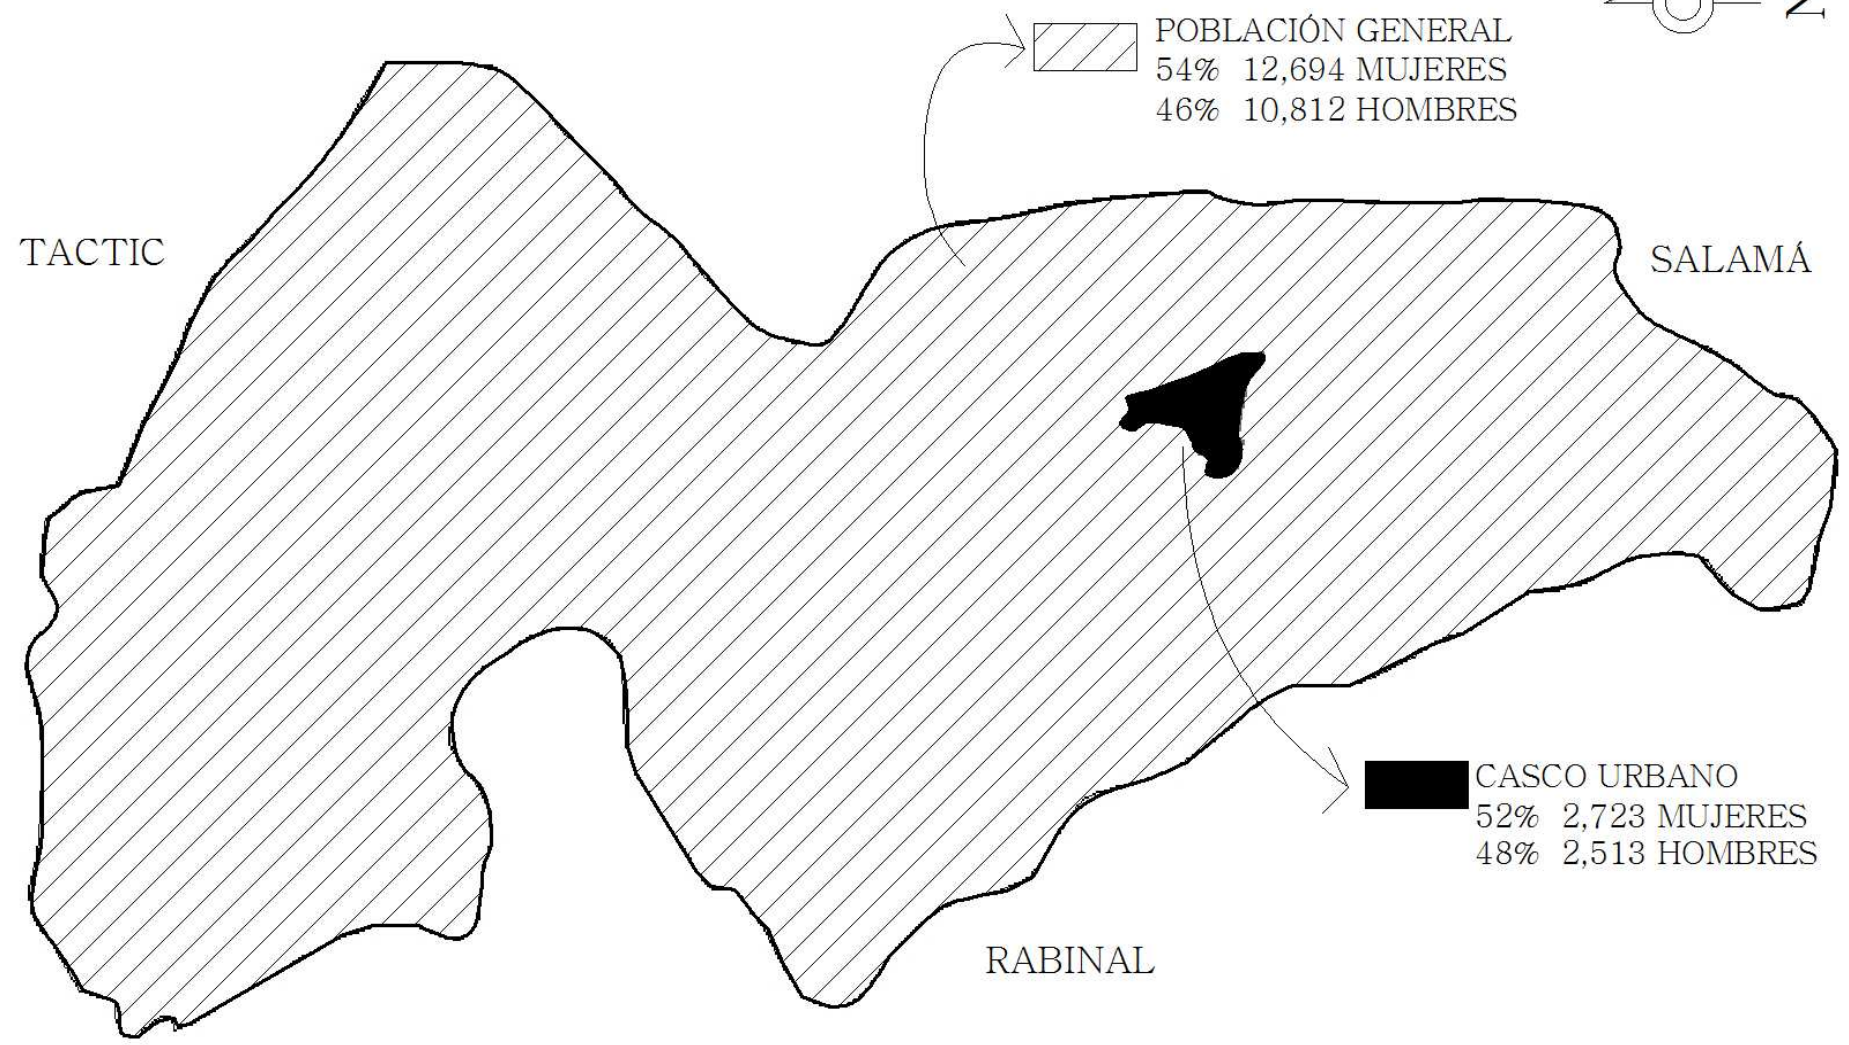 N
POBLACIÓN GENERAL
54% 12,694 MUJERES
46% 10,812 HOMBRES
TACTIC
SALAMÁ
CASCO URBANO
52% 2,723 MUJERES
48% 2,513 HOMBRES
RABINAL